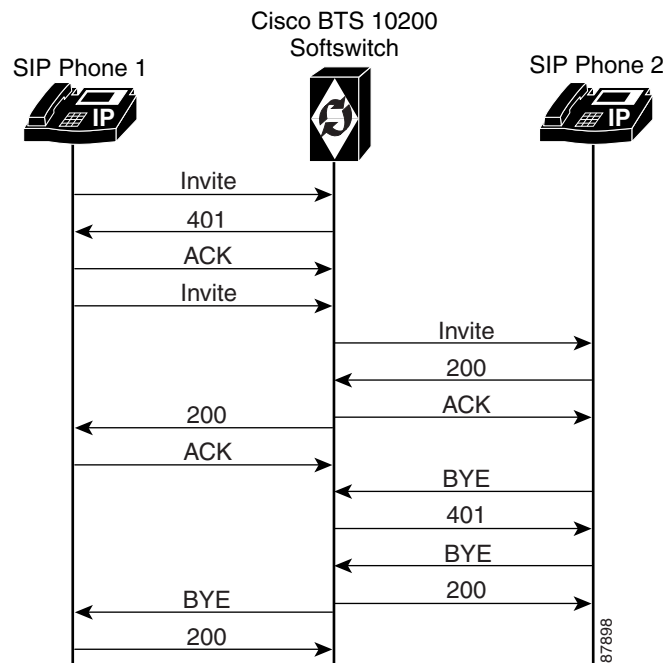 Cisco BTS 10200
Softswitch
SIP Phone 1
SIP Phone 2
IP
IP
Invite
401
ACK
Invite
Invite
200
ACK
200
ACK
BYE
401
BYE
200
BYE
200
87898